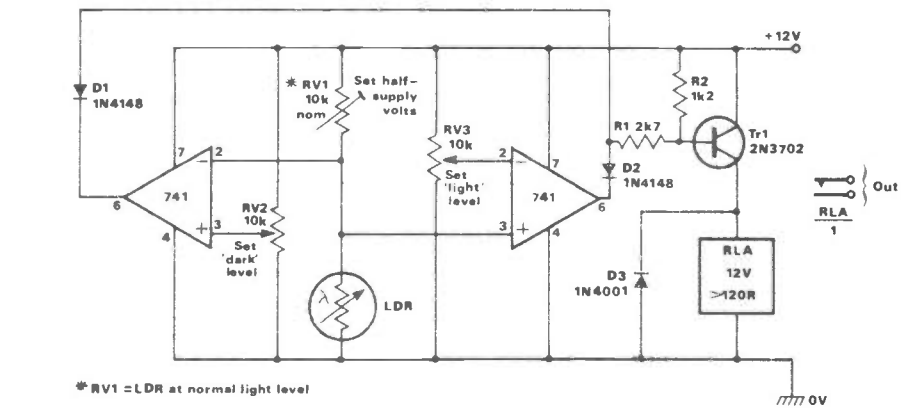 +12V
D1
1N4148
* RV1
10k
nom
Set half-
supply
volts
R2
1k2
R1 2k7
Tr1
2N3702
RV3
10k
7
2
−
741
6
3
+
4
RV2
10k
Set
'dark'
level
Set
'light'
level
2
−
7
741
6
3
+
4
D2
1N4148
Out
RLA
1
λ
LDR
D3
1N4001
RLA
12V
>120R
* RV1 = LDR at normal light level
0V